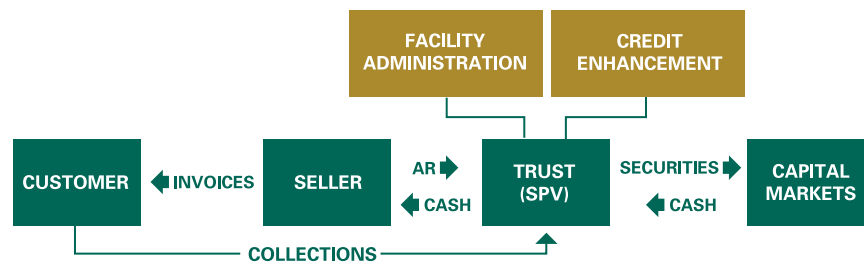 FACILITY
ADMINISTRATION
CREDIT
ENHANCEMENT
CUSTOMER
INVOICES
SELLER
AR
CASH
TRUST
(SPV)
SECURITIES
CASH
CAPITAL
MARKETS
COLLECTIONS